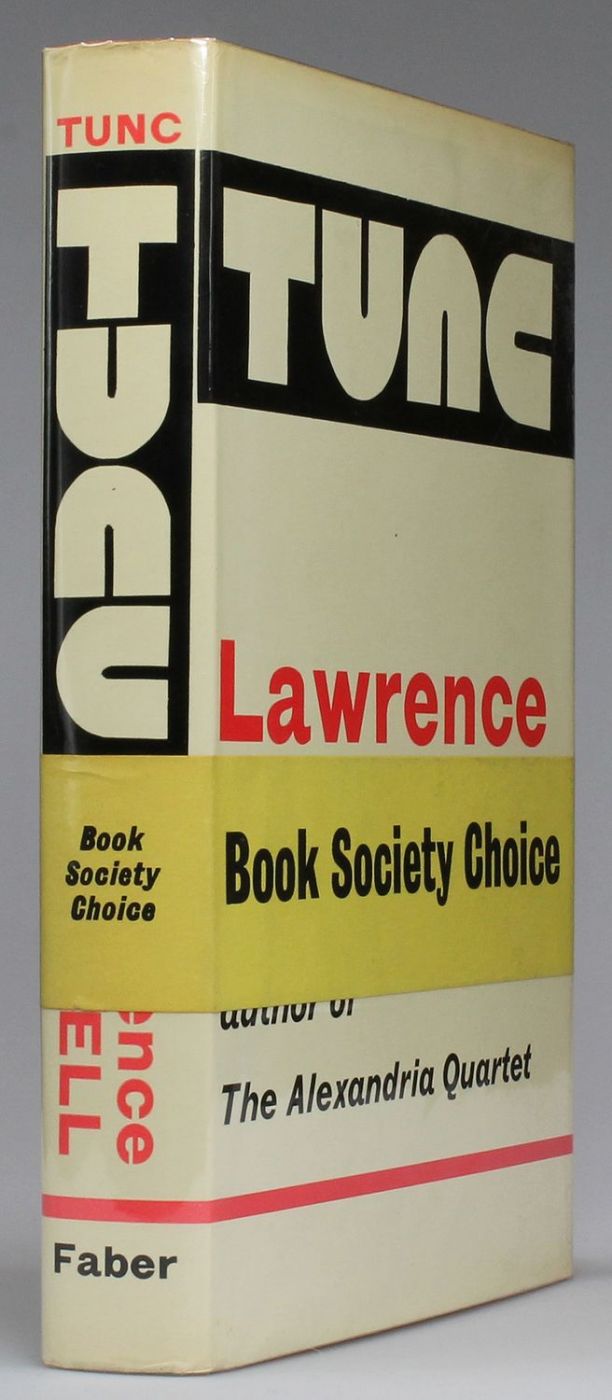 TUNC
TUNC
Book
Society
Choice
ence
ELL
Faber
TUNC
Lawrence
Book Society Choice
author of
The Alexandria Quartet